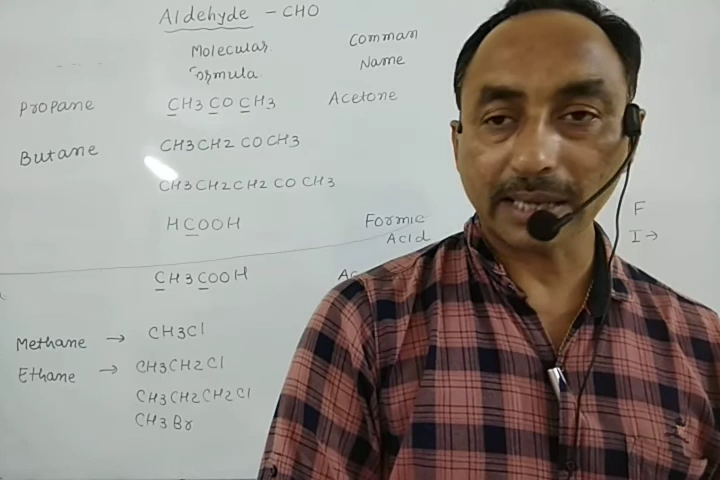 Aldehyde - CHO
Molecular Formula
Common Name
Propane CH3COCH3 Acetone
Butane CH3CH2COCH3
CH3CH2CH2COCH3
HCOOH Formic Acid
CH3COOH Ac
F
I →
Methane → CH3Cl
Ethane → CH3CH2Cl
CH3CH2CH2Cl
CH3Br